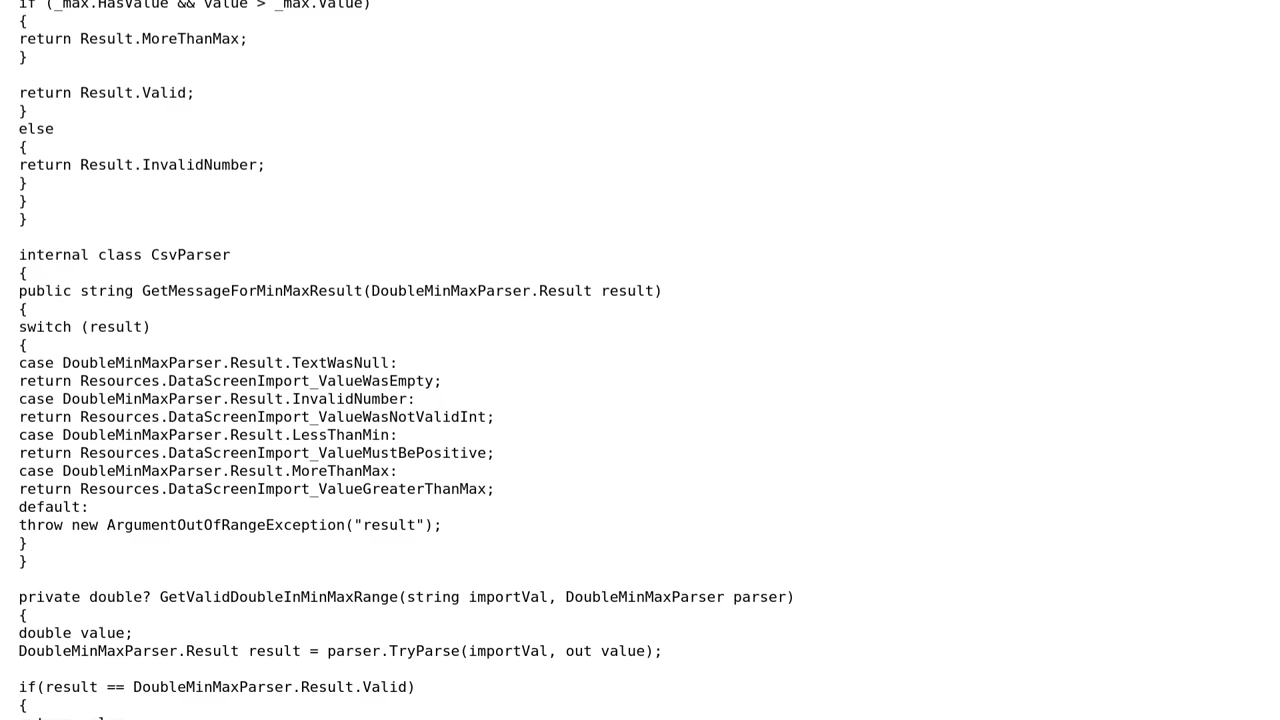 if (_max.HasValue && value > _max.Value)
{
return Result.MoreThanMax;
}

return Result.Valid;
}
else
{
return Result.InvalidNumber;
}
}
}

internal class CsvParser
{
public string GetMessageForMinMaxResult(DoubleMinMaxParser.Result result)
{
switch (result)
{
case DoubleMinMaxParser.Result.TextWasNull:
return Resources.DataScreenImport_ValueWasEmpty;
case DoubleMinMaxParser.Result.InvalidNumber:
return Resources.DataScreenImport_ValueWasNotValidInt;
case DoubleMinMaxParser.Result.LessThanMin:
return Resources.DataScreenImport_ValueMustBePositive;
case DoubleMinMaxParser.Result.MoreThanMax:
return Resources.DataScreenImport_ValueGreaterThanMax;
default:
throw new ArgumentOutOfRangeException("result");
}
}

private double? GetValidDoubleInMinMaxRange(string importVal, DoubleMinMaxParser parser)
{
double value;
DoubleMinMaxParser.Result result = parser.TryParse(importVal, out value);

if(result == DoubleMinMaxParser.Result.Valid)
{